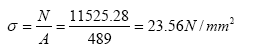 σ = N/A = 11525.28/489 = 23.56N/mm²